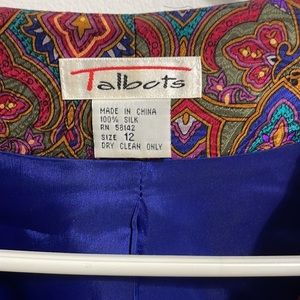 Talbots
MADE IN CHINA
100% SILK
RN 58142
SIZE 12
DRY CLEAN ONLY